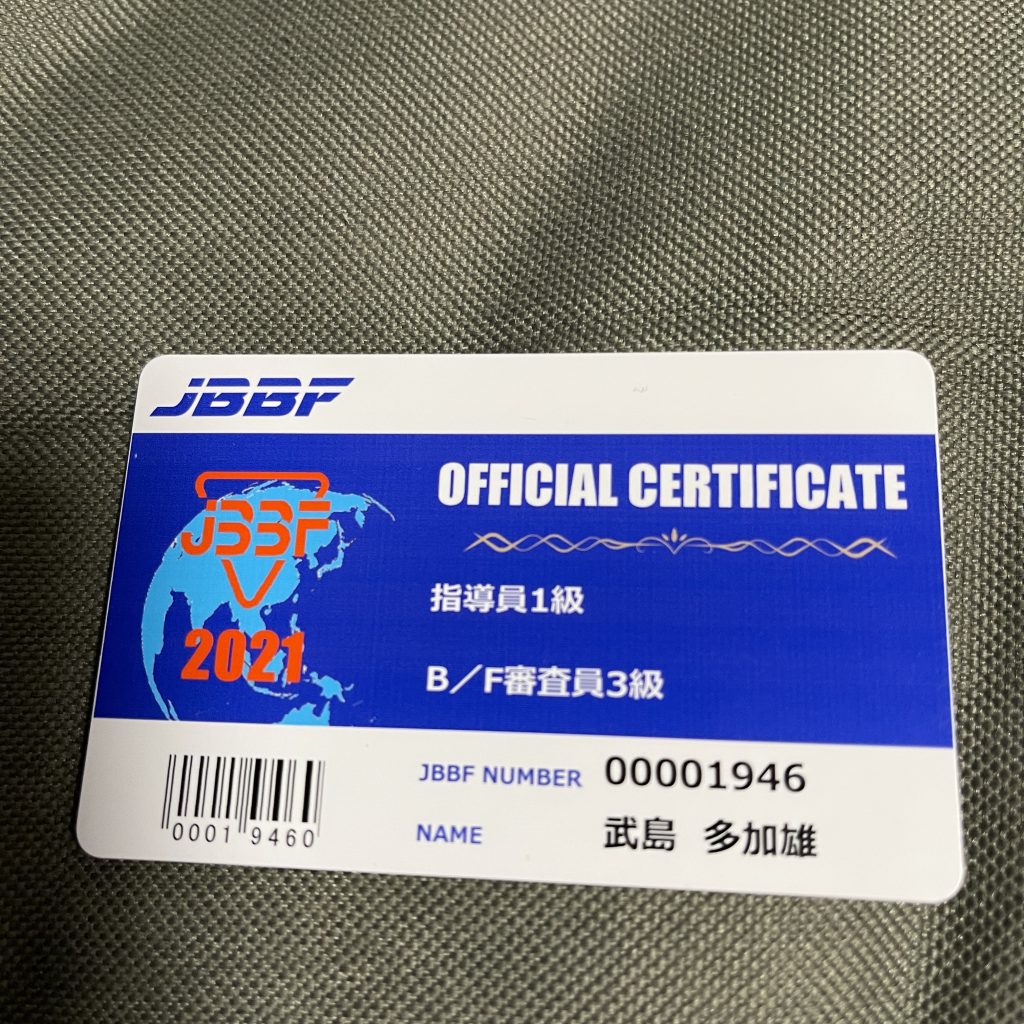 JBBF
OFFICIAL CERTIFICATE
JBBF
2021
指導員1級
B／F審査員3級
JBBF NUMBER 00001946
0001 9460
NAME 武島 多加雄